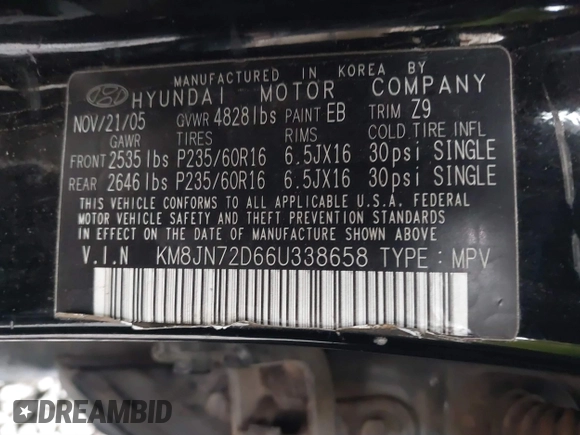 MANUFACTURED IN KOREA BY
HYUNDAI MOTOR COMPANY
NOV/21/05 GVWR 4828lbs PAINT EB TRIM Z9
GAWR TIRES RIMS COLD TIRE INFL
FRONT 2535lbs P235/60R16 6.5JX16 30psi SINGLE
REAR 2646lbs P235/60R16 6.5JX16 30psi SINGLE
THIS VEHICLE CONFORMS TO ALL APPLICABLE U.S.A. FEDERAL
MOTOR VEHICLE SAFETY AND THEFT PREVENTION STANDARDS
IN EFFECT ON THE DATE OF MANUFACTURE SHOWN ABOVE.
V.I.N KM8JN72D66U338658 TYPE : MPV
DREAMBID